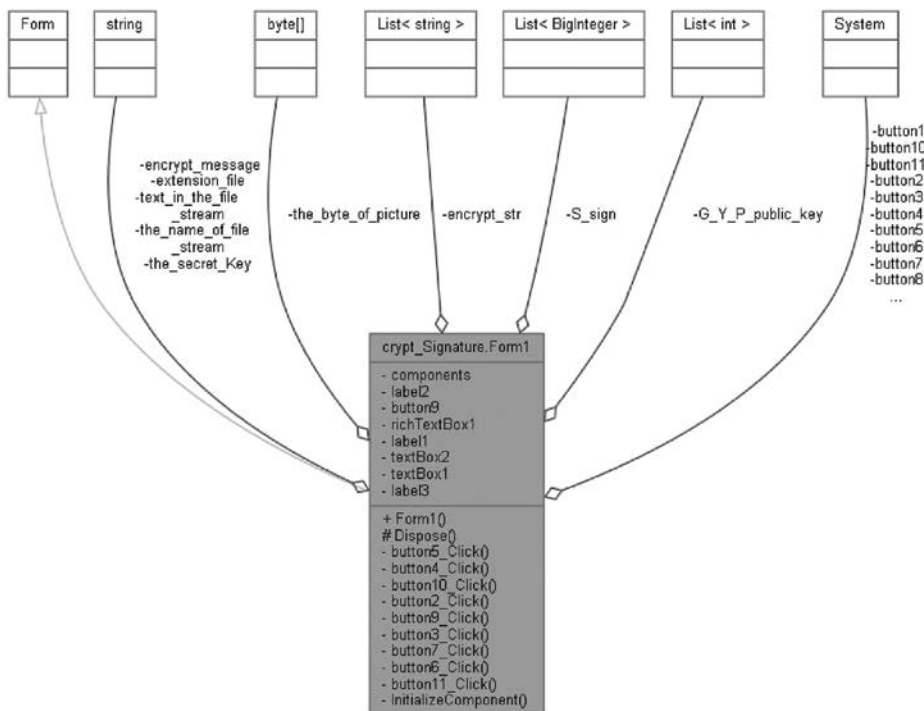 Form
string
byte[]
List< string >
List< BigInteger >
List< int >
System
-encrypt_message
-extension_file
-text_in_the_file
_stream
-the_name_of_file
_stream
-the_secret_Key
-the_byte_of_picture
-encrypt_str
-S_sign
-G_Y_P_public_key
-button1
-button10
-button11
-button2
-button3
-button4
-button5
-button6
-button7
-button8
...
crypt_Signature.Form1
- components
- label2
- button9
- richTextBox1
- label1
- textBox2
- textBox1
- label3
+ Form1()
# Dispose()
- button5_Click()
- button4_Click()
- button10_Click()
- button2_Click()
- button9_Click()
- button3_Click()
- button7_Click()
- button6_Click()
- button11_Click()
- InitializeComponent()